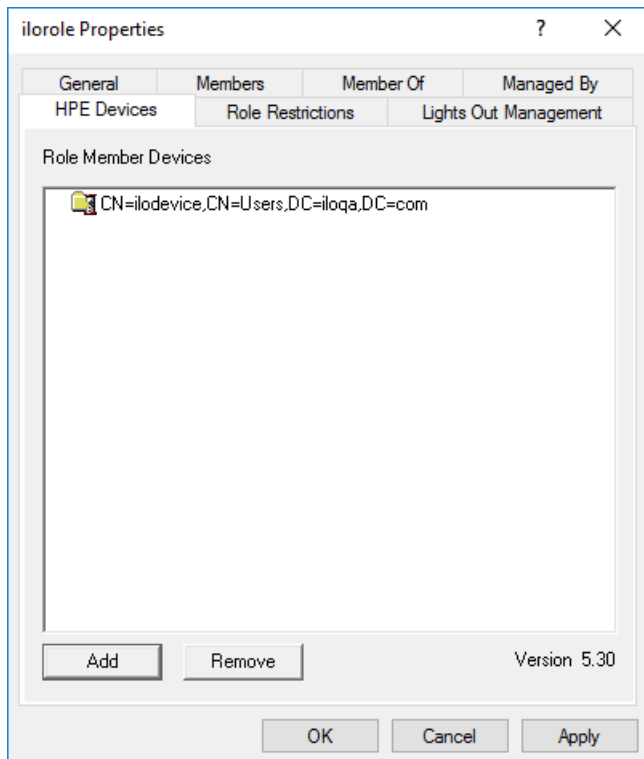 ilorole Properties ? ×
General Members Member Of Managed By
HPE Devices Role Restrictions Lights Out Management
Role Member Devices
CN=ilodevice,CN=Users,DC=iloqa,DC=com
Add Remove Version 5.30
OK Cancel Apply